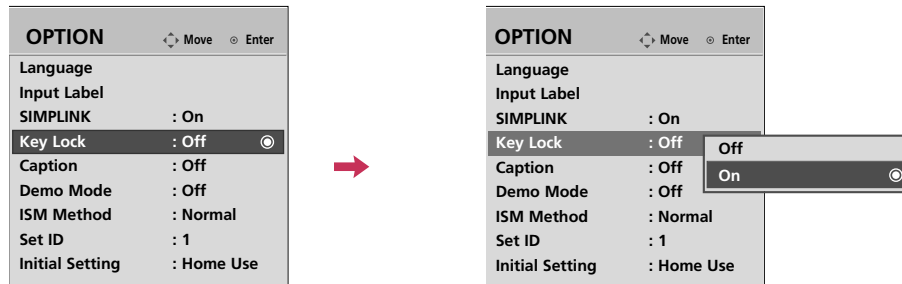 OPTION Move Enter
Language
Input Label
SIMPLINK : On
Key Lock : Off
Caption : Off
Demo Mode : Off
ISM Method : Normal
Set ID : 1
Initial Setting : Home Use
OPTION Move Enter
Language
Input Label
SIMPLINK : On
Key Lock : Off
Caption : Off
Demo Mode : Off
ISM Method : Normal
Set ID : 1
Initial Setting : Home Use
Off
On